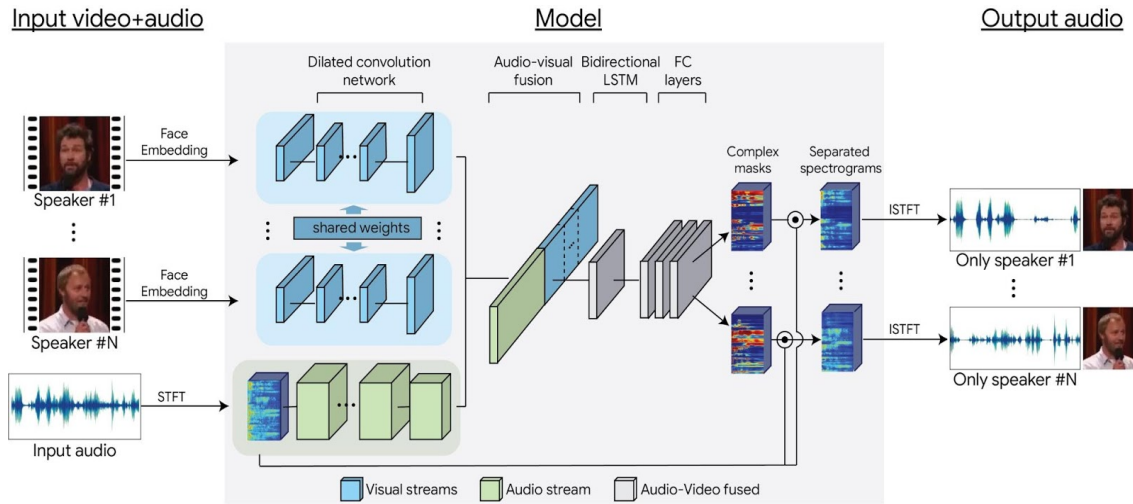 Input video+audio
Model
Output audio
Dilated convolution
network
Audio-visual
fusion
Bidirectional
LSTM
FC
layers
Face
Embedding
Speaker #1
shared weights
Face
Embedding
Speaker #N
STFT
Input audio
Complex
masks
Separated
spectrograms
ISTFT
Only speaker #1
ISTFT
Only speaker #N
Visual streams
Audio stream
Audio-Video fused